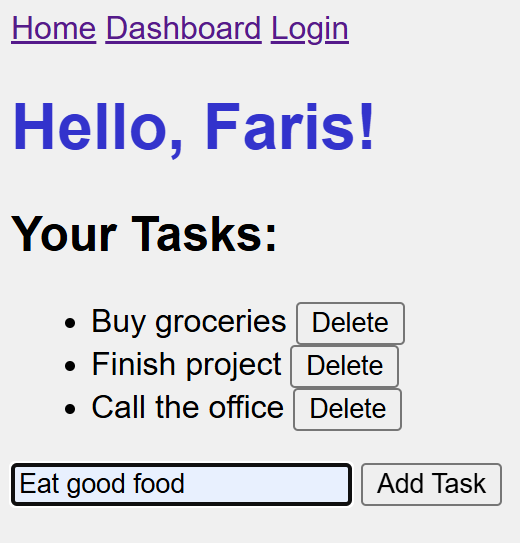 Home Dashboard Login
Hello, Faris!
Your Tasks:
Buy groceries Delete
Finish project Delete
Call the office Delete
Eat good food Add Task